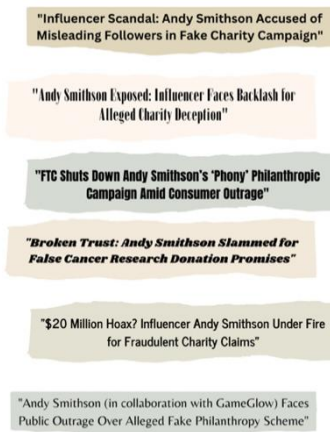 "Influencer Scandal: Andy Smithson Accused of
Misleading Followers in Fake Charity Campaign"
"Andy Smithson Exposed: Influencer Faces Backlash for
Alleged Charity Deception"
"FTC Shuts Down Andy Smithson's 'Phony' Philanthropic
Campaign Amid Consumer Outrage"
"Broken Trust: Andy Smithson Slammed for
False Cancer Research Donation Promises"
"$20 Million Hoax? Influencer Andy Smithson Under Fire
for Fraudulent Charity Claims"
"Andy Smithson (in collaboration with GameGlow) Faces
Public Outrage Over Alleged Fake Philanthropy Scheme"